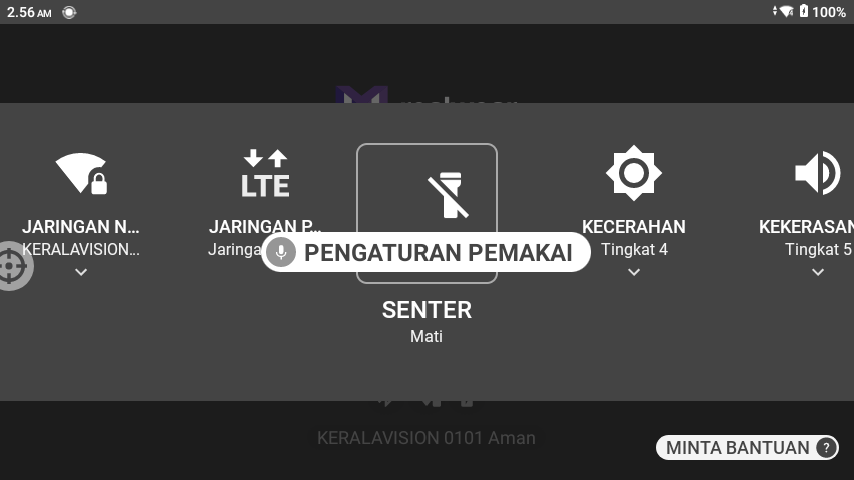 2.56 AM
100%
LTE
JARINGAN N...
KERALAVISION...
JARINGAN P...
Jaringa
PENGATURAN PEMAKAI
SENTER
Mati
KECERAHAN
Tingkat 4
KEKERASAN
Tingkat 5
KERALAVISION 0101 Aman
MINTA BANTUAN ?